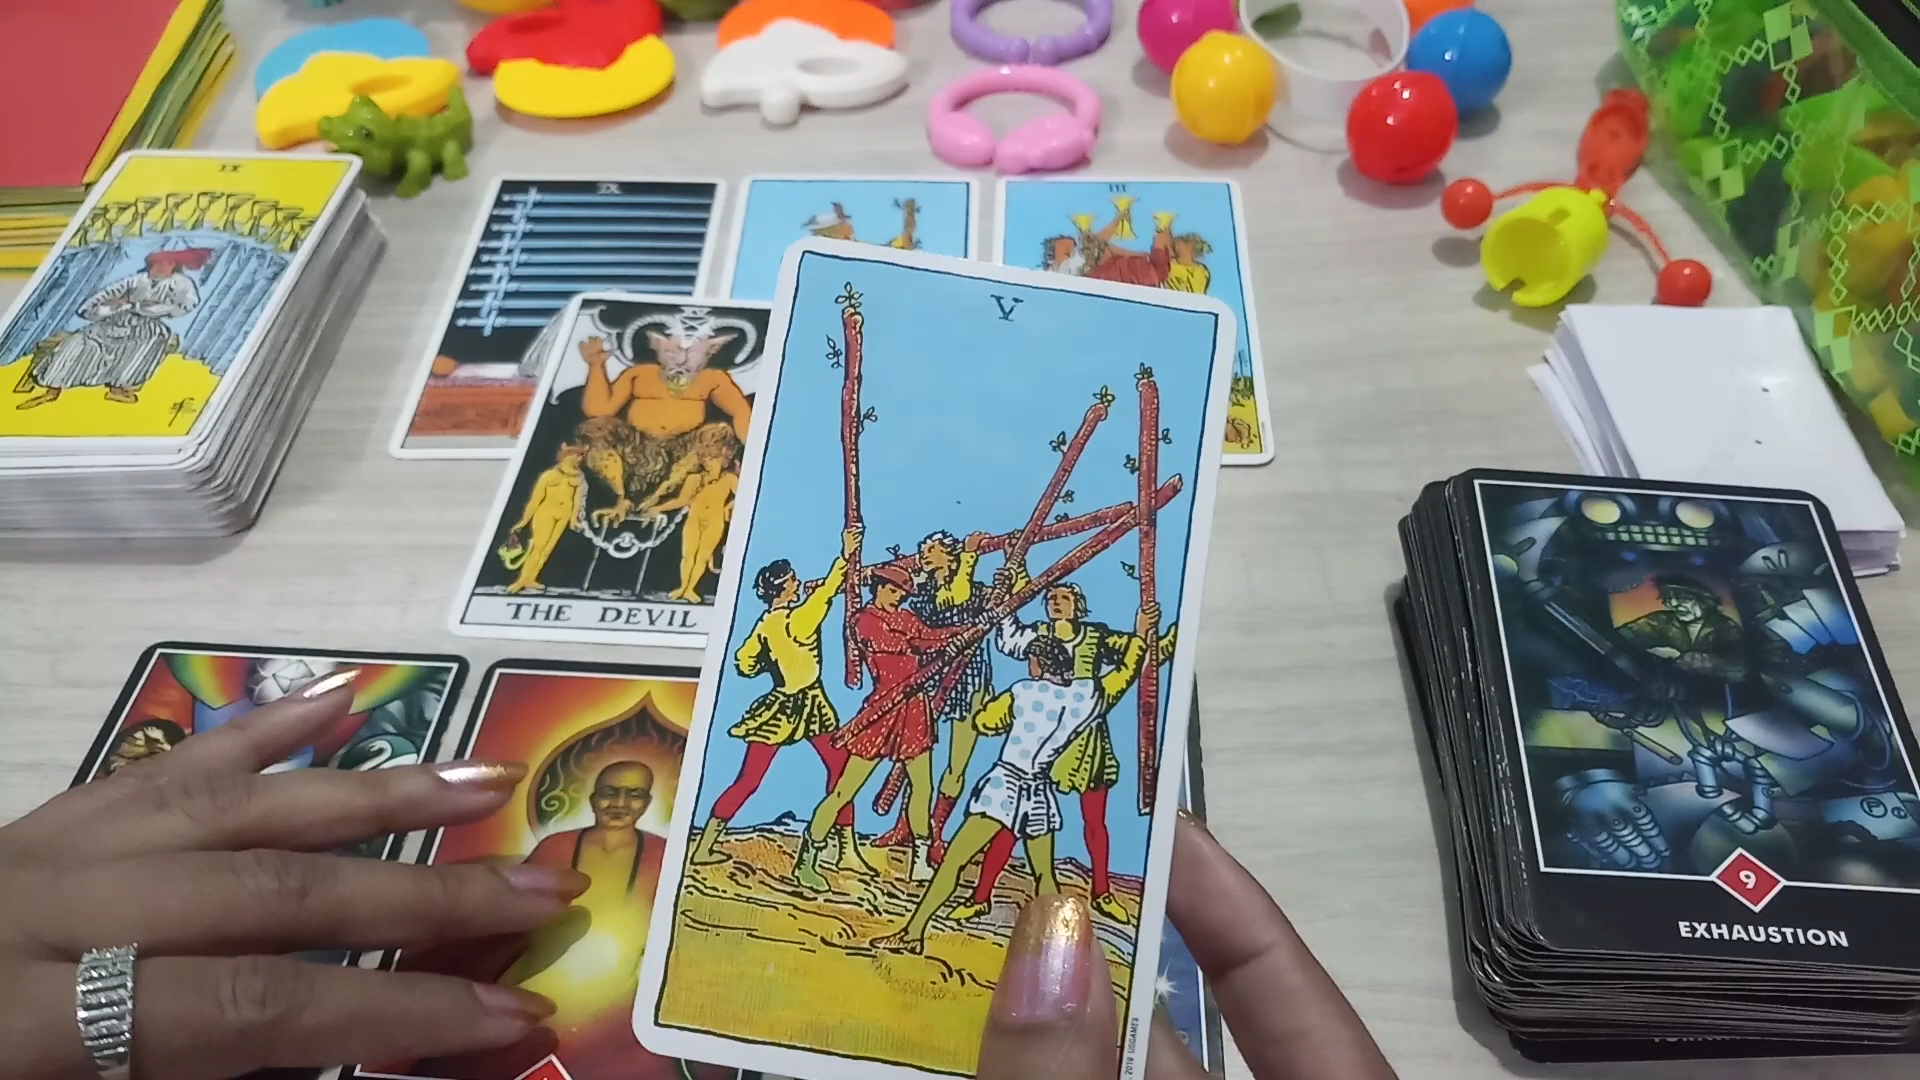 IX
IX
III
V
THE DEVIL
9
EXHAUSTION